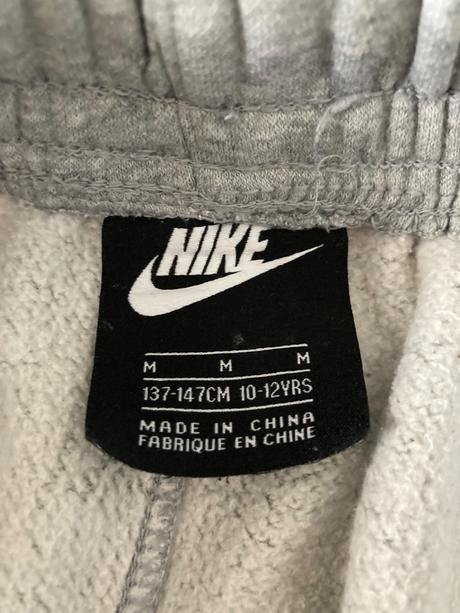 NIKE
M M M
137-147CM 10-12YRS
MADE IN CHINA
FABRIQUE EN CHINE